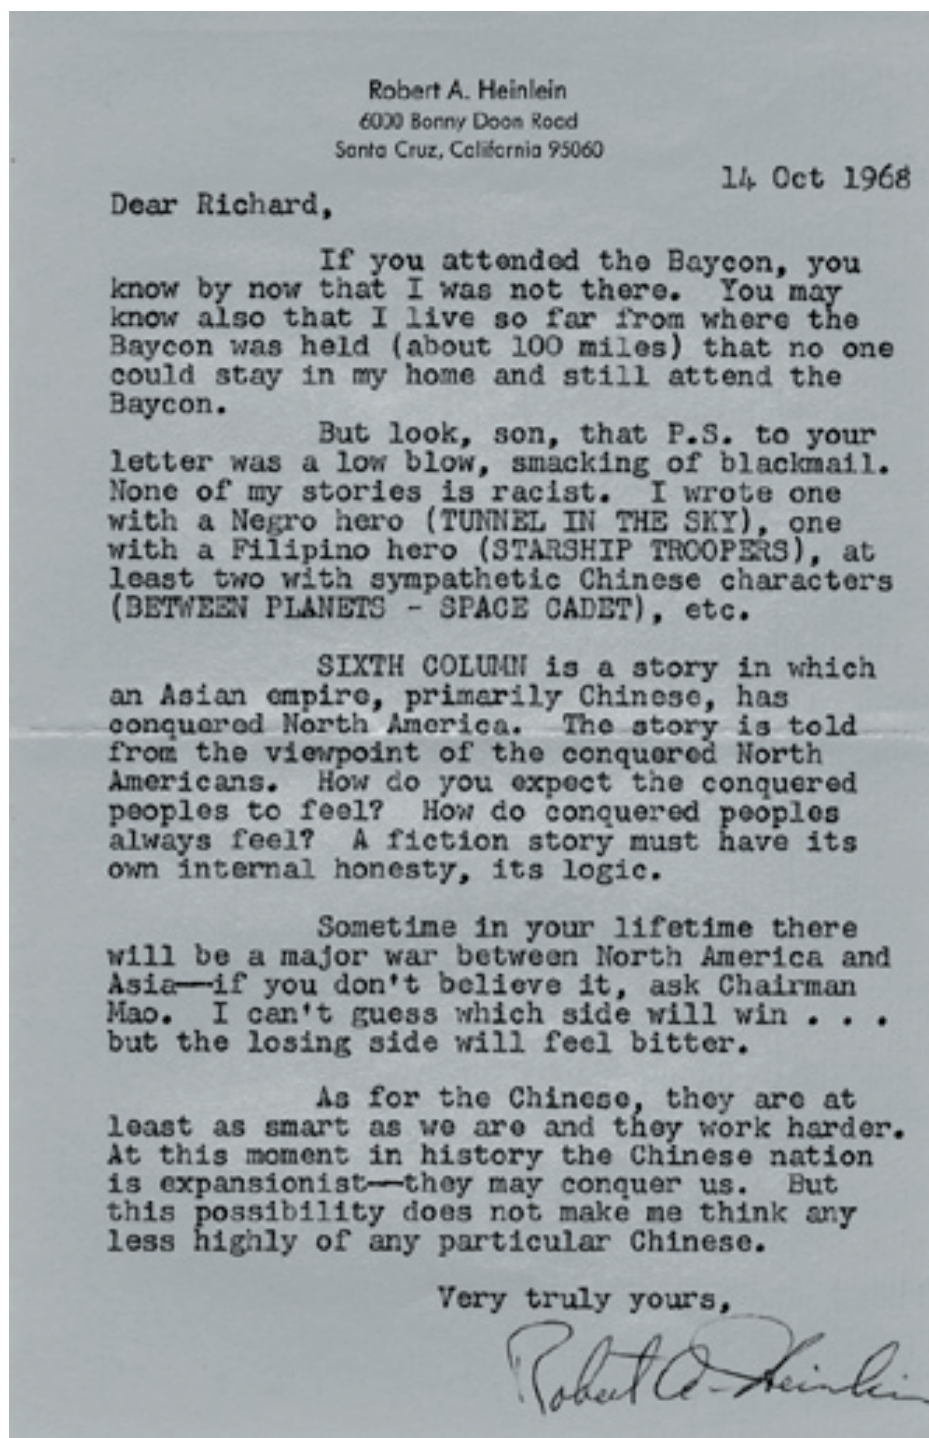 Robert A. Heinlein
6000 Bonny Doon Road
Santa Cruz, California 95060
14 Oct 1968
Dear Richard,
If you attended the Baycon, you
know by now that I was not there. You may
know also that I live so far from where the
Baycon was held (about 100 miles) that no one
could stay in my home and still attend the
Baycon.
But look, son, that P.S. to your
letter was a low blow, smacking of blackmail.
None of my stories is racist. I wrote one
with a Negro hero (TUNNEL IN THE SKY), one
with a Filipino hero (STARSHIP TROOPERS), at
least two with sympathetic Chinese characters
(BETWEEN PLANETS - SPACE CADET), etc.
SIXTH COLUMN is a story in which
an Asian empire, primarily Chinese, has
conquered North America. The story is told
from the viewpoint of the conquered North
Americans. How do you expect the conquered
peoples to feel? How do conquered peoples
always feel? A fiction story must have its
own internal honesty, its logic.
Sometime in your lifetime there
will be a major war between North America and
Asia—if you don't believe it, ask Chairman
Mao. I can't guess which side will win . . .
but the losing side will feel bitter.
As for the Chinese, they are at
least as smart as we are and they work harder.
At this moment in history the Chinese nation
is expansionist—they may conquer us. But
this possibility does not make me think any
less highly of any particular Chinese.
Very truly yours,
Robert A. Heinlein